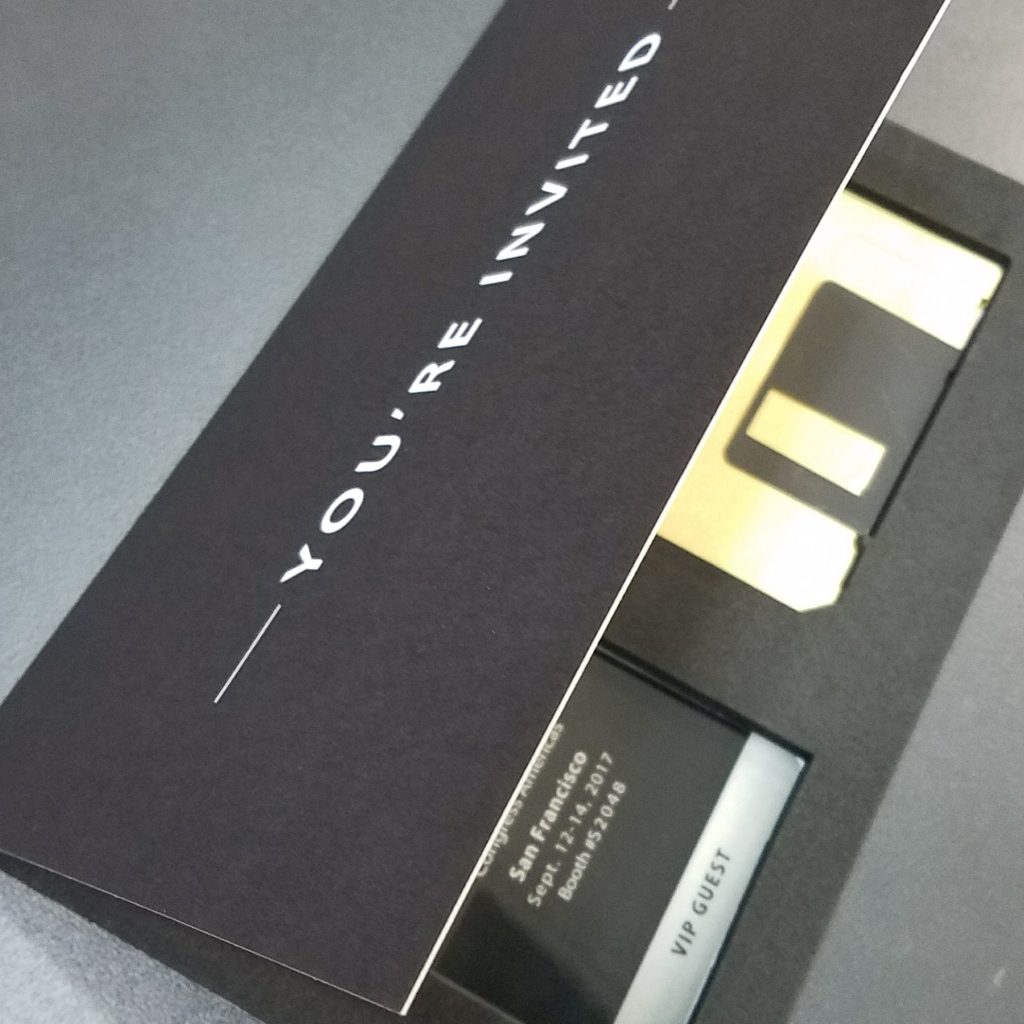 YOU'RE INVITED
Congress Americas
San Francisco
Sept. 12-14, 2017
Booth #S2048
VIP GUEST